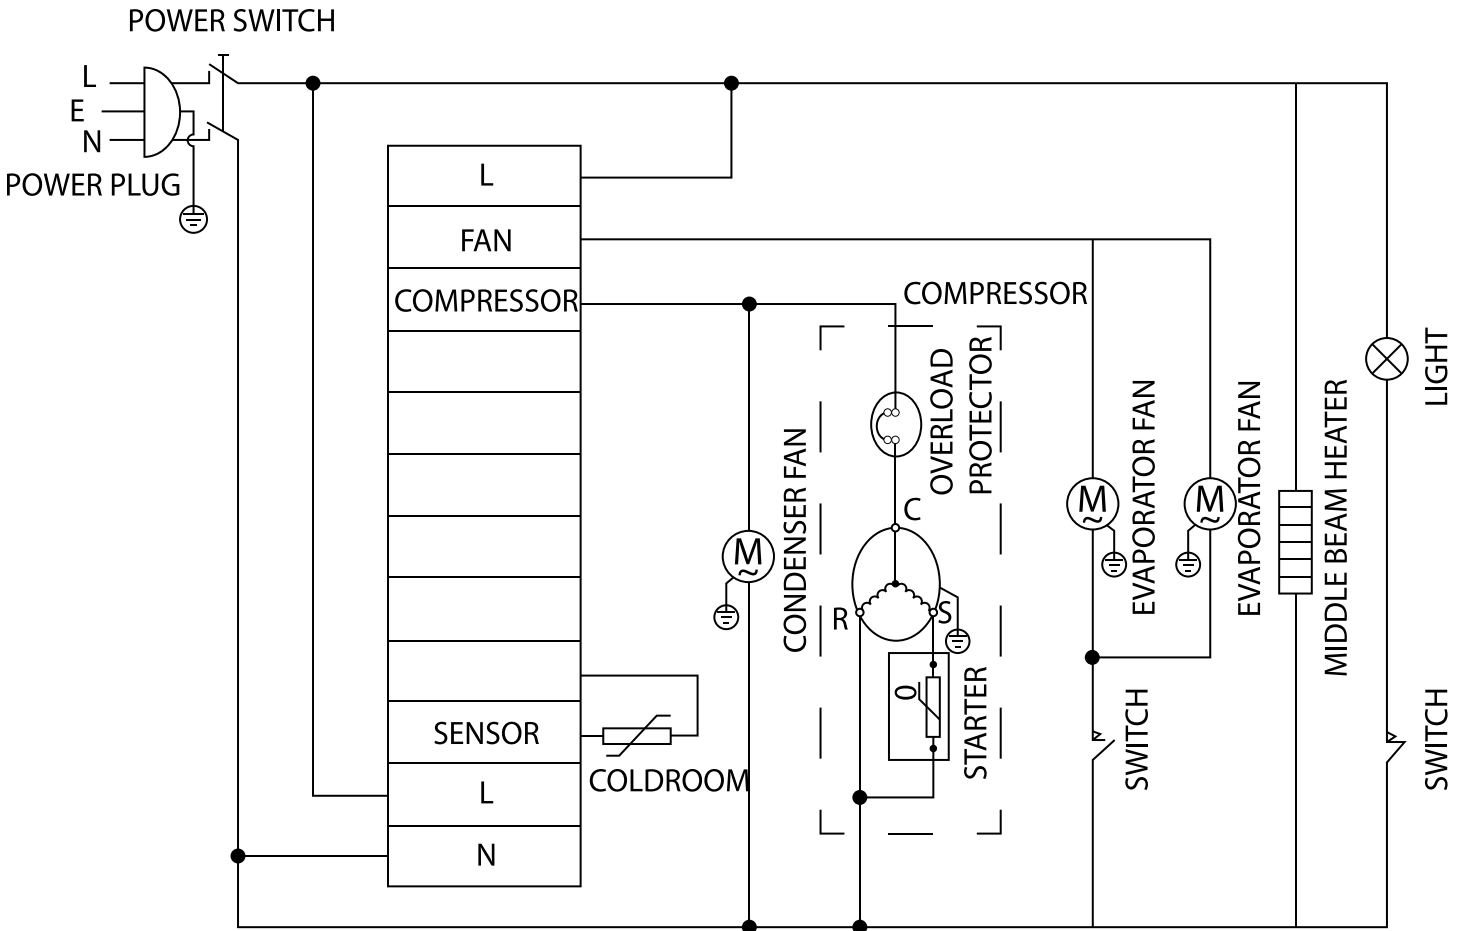 POWER SWITCH
L
E
N
POWER PLUG
L
FAN
COMPRESSOR
SENSOR
L
N
COLDROOM
CONDENSER FAN
M
~
COMPRESSOR
OVERLOAD
PROTECTOR
C
R
S
0
STARTER
M
~
EVAPORATOR FAN
M
~
EVAPORATOR FAN
SWITCH
MIDDLE BEAM HEATER
LIGHT
SWITCH